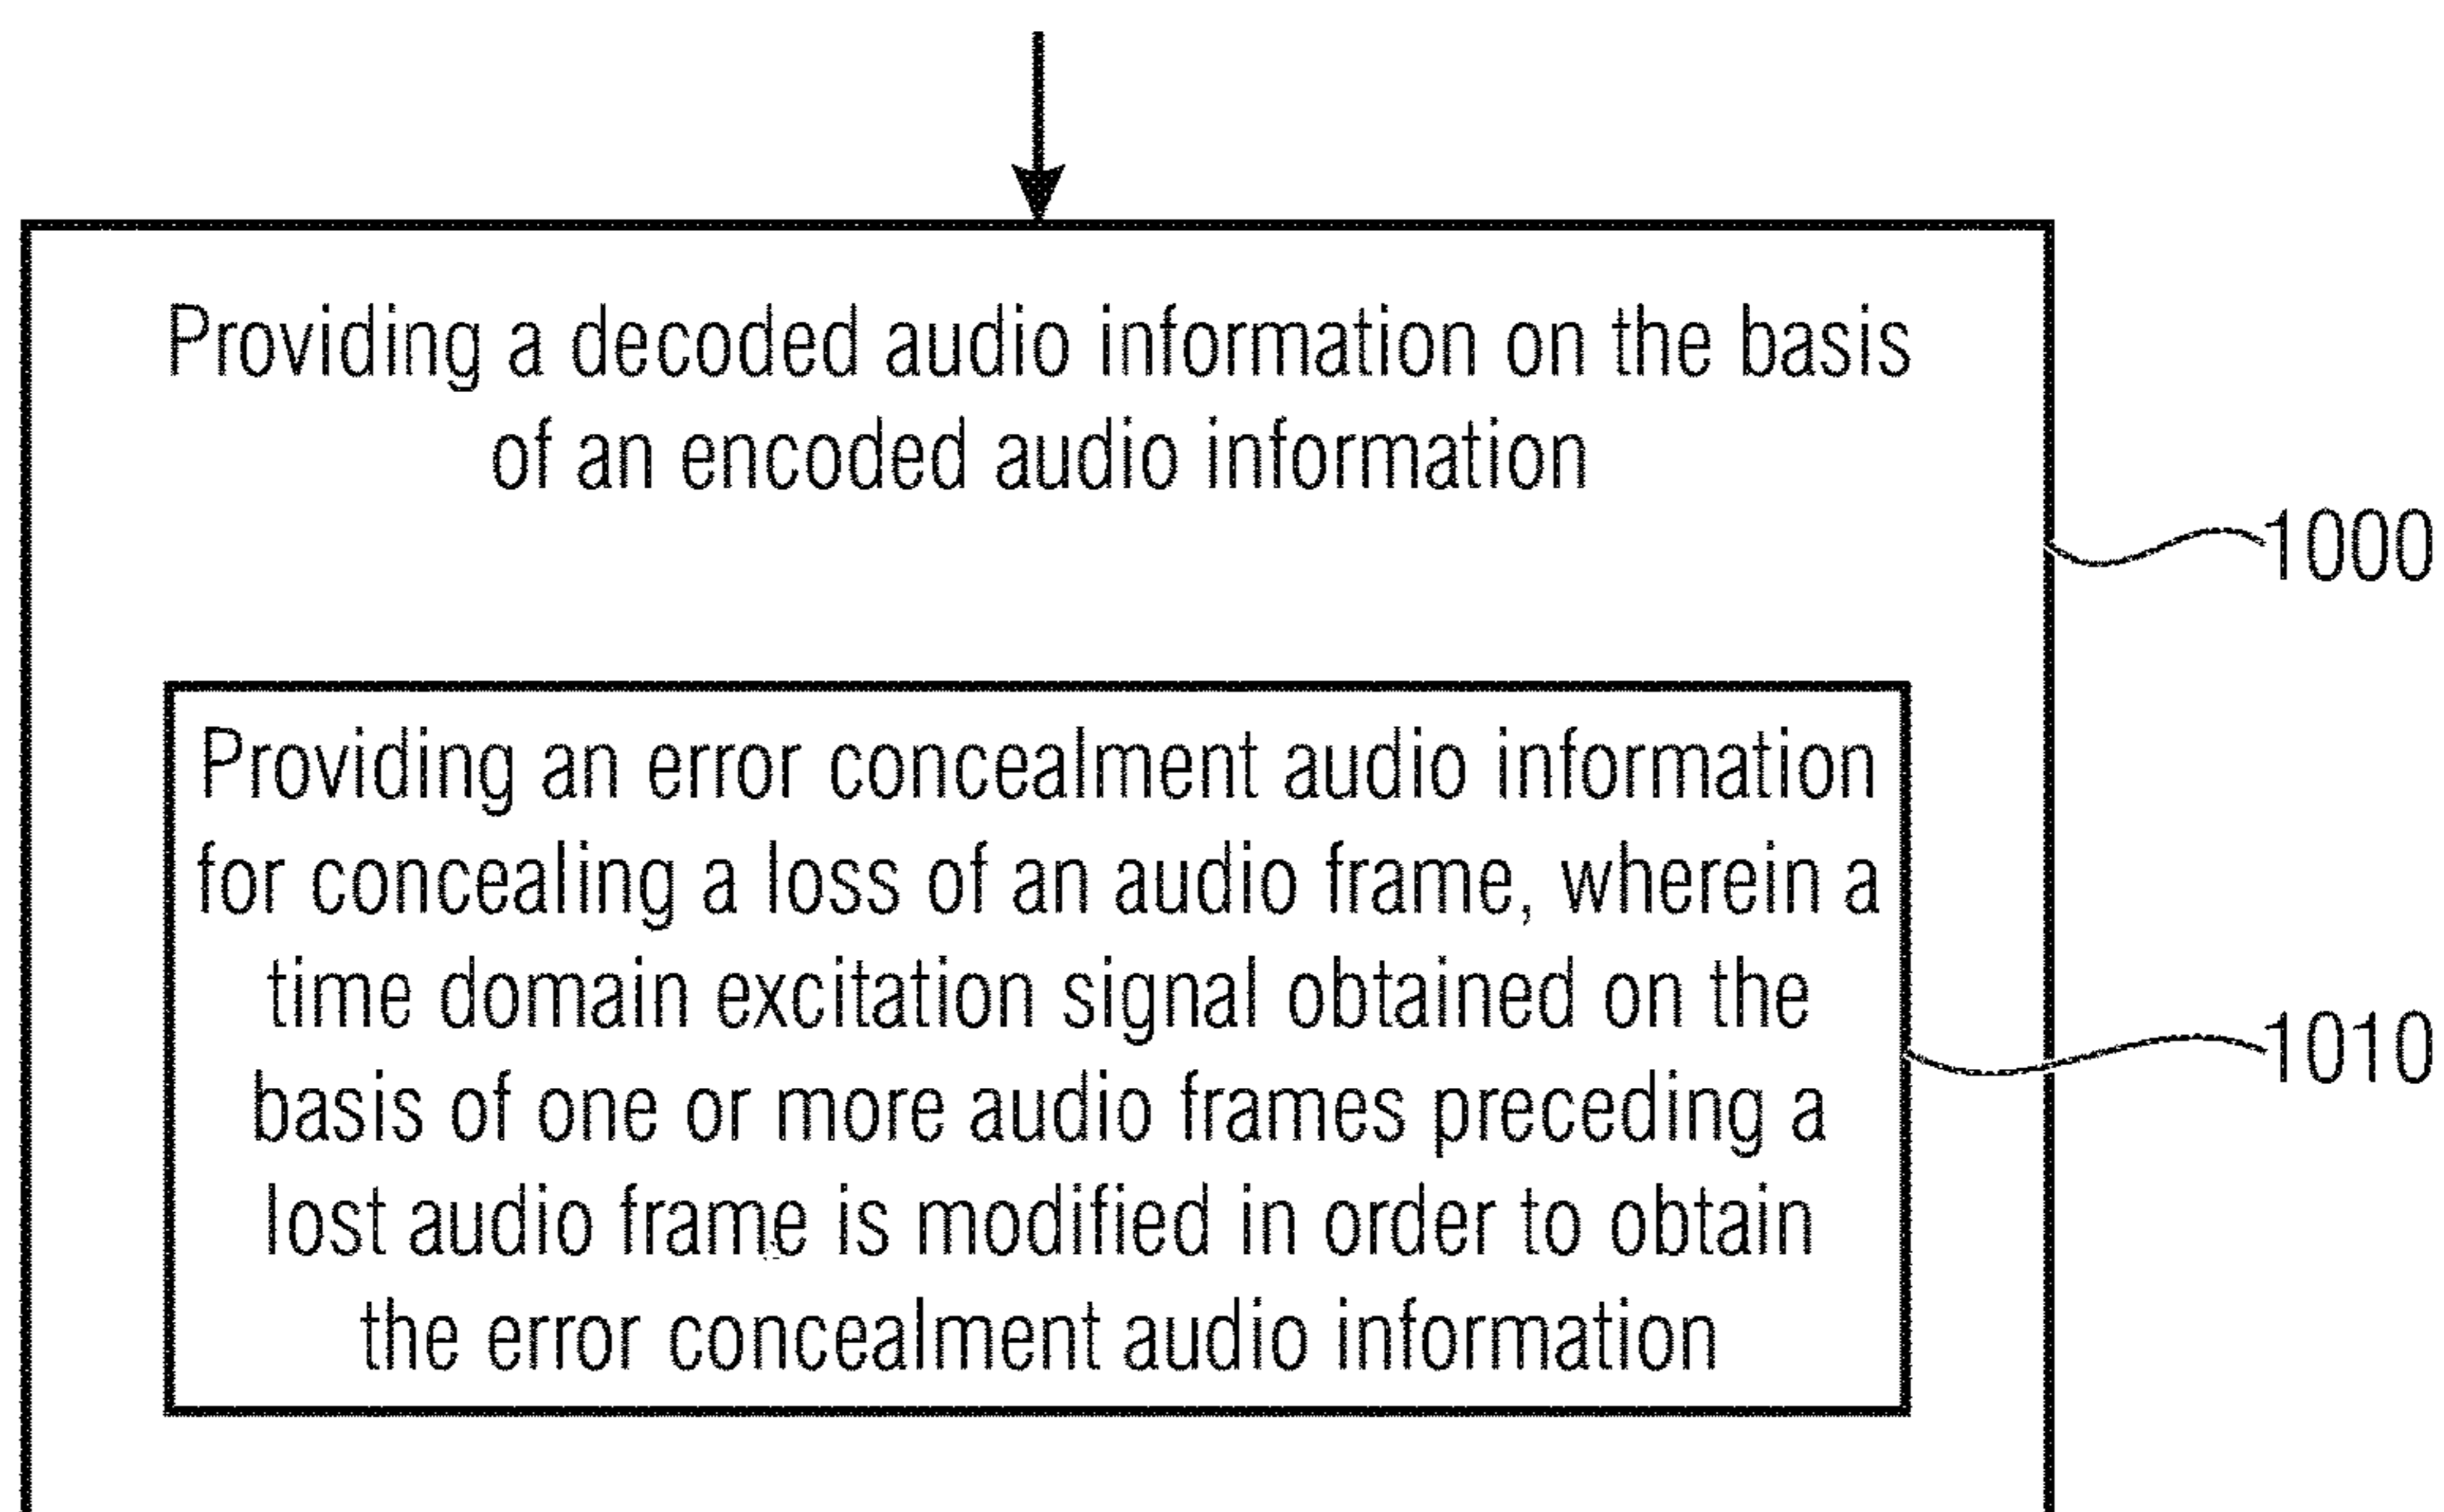 Providing a decoded audio information on the basis
of an encoded audio information
1000
Providing an error concealment audio information
for concealing a loss of an audio frame, wherein a
time domain excitation signal obtained on the
basis of one or more audio frames preceding a
lost audio frame is modified in order to obtain
the error concealment audio information
1010